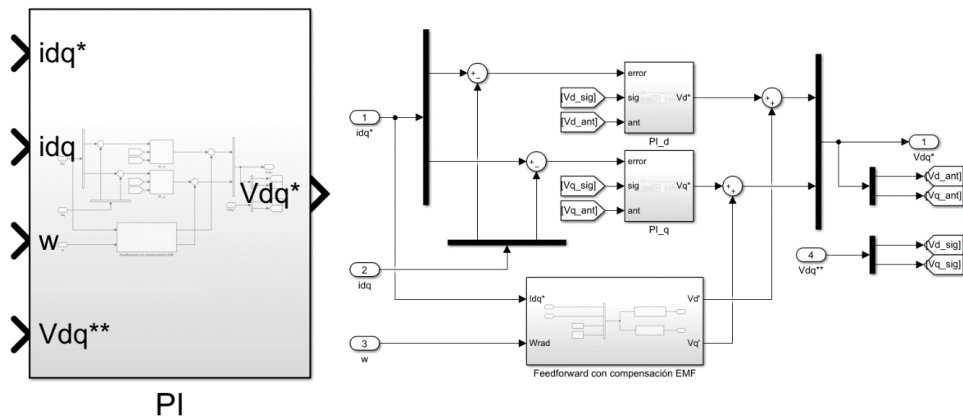 idq*
idq
w
Vdq**
Vdq*
PI
1
idq*
error
[Vd_sig]
sig
Vd*
[Vd_ant]
ant
PI_d
error
[Vq_sig]
sig
Vq*
[Vq_ant]
ant
PI_q
2
idq
Idq*
Vd'
Wrad
Vq'
Feedforward con compensación EMF
3
w
1
Vdq*
[Vd_ant]
[Vq_ant]
4
Vdq**
[Vd_sig]
[Vq_sig]